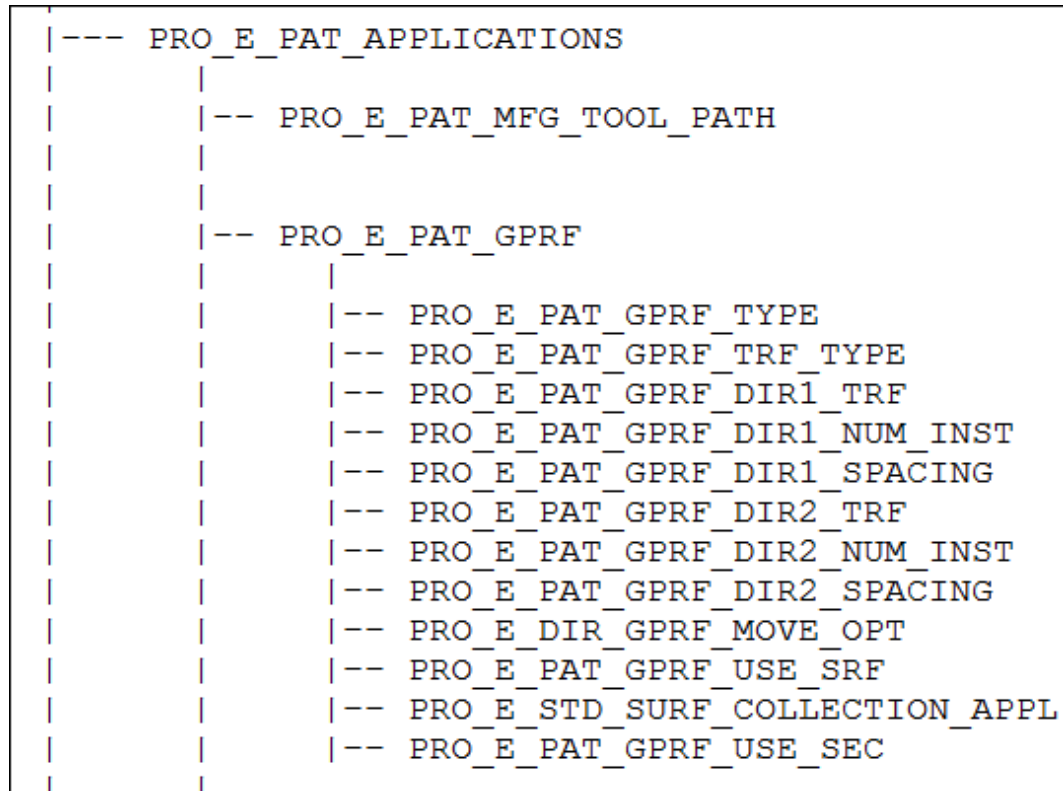 |--- PRO_E_PAT_APPLICATIONS
|     |
|     |-- PRO_E_PAT_MFG_TOOL_PATH
|     |
|     |
|     |-- PRO_E_PAT_GPRF
|     |     |
|     |     |-- PRO_E_PAT_GPRF_TYPE
|     |     |-- PRO_E_PAT_GPRF_TRF_TYPE
|     |     |-- PRO_E_PAT_GPRF_DIR1_TRF
|     |     |-- PRO_E_PAT_GPRF_DIR1_NUM_INST
|     |     |-- PRO_E_PAT_GPRF_DIR1_SPACING
|     |     |-- PRO_E_PAT_GPRF_DIR2_TRF
|     |     |-- PRO_E_PAT_GPRF_DIR2_NUM_INST
|     |     |-- PRO_E_PAT_GPRF_DIR2_SPACING
|     |     |-- PRO_E_DIR_GPRF_MOVE_OPT
|     |     |-- PRO_E_PAT_GPRF_USE_SRF
|     |     |-- PRO_E_STD_SURF_COLLECTION_APPL
|     |     |-- PRO_E_PAT_GPRF_USE_SEC
|     |